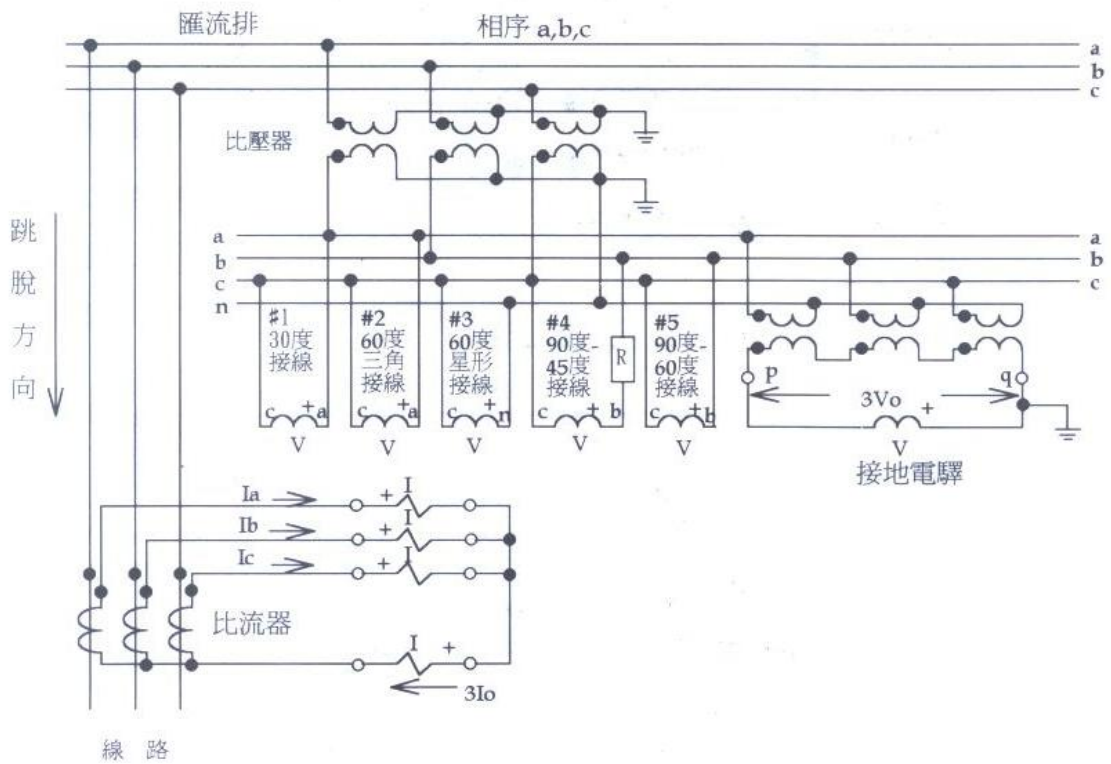 匯流排
相序 a,b,c
a
b
c
比壓器
跳脫方向
a
b
c
n
a
b
c
#1
30度
接線
c + a
V
#2
60度
三角
接線
c + a
V
#3
60度
星形
接線
c + n
V
#4
90度-
45度
接線
R
c + b
V
#5
90度-
60度
接線
c + b
V
p
q
3Vo
+
V
接地電驛
Ia
+ I
Ib
+ I
Ic
+ I
比流器
I +
3Io
線路